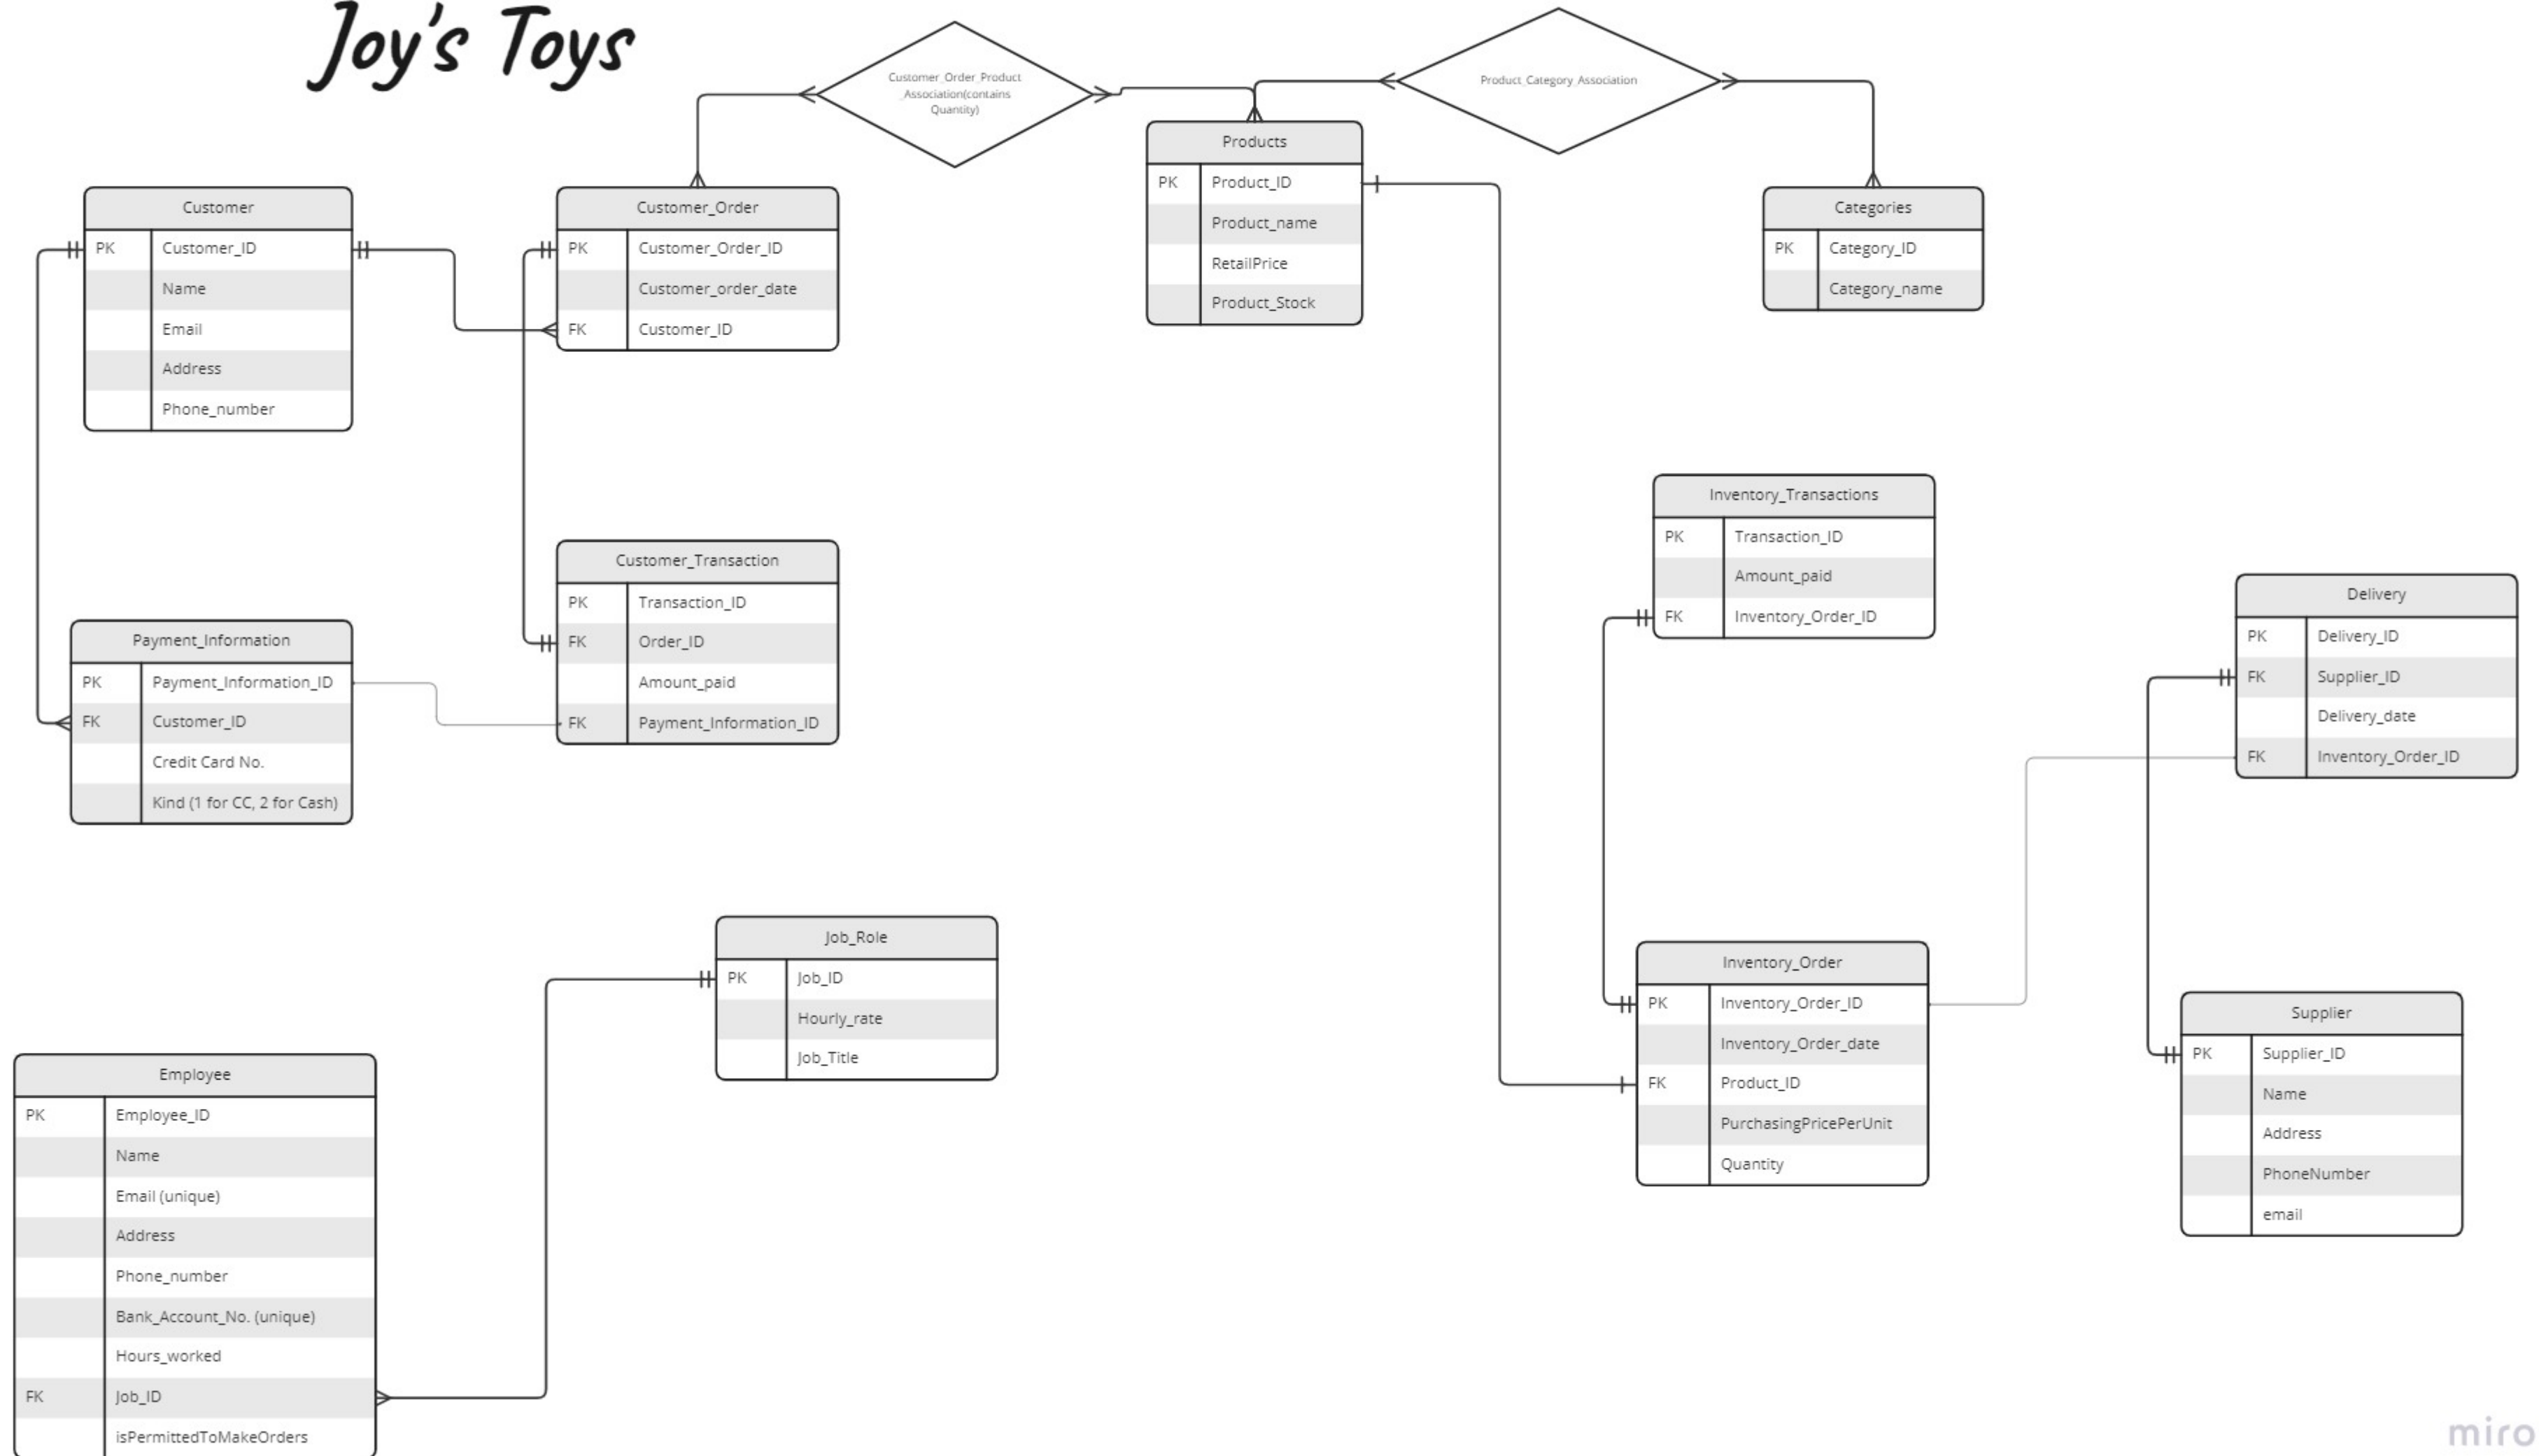 Joy's Toys
Customer_Order_Product
_Association(contains
Quantity)
Product_Category_Association
Products
PK Product_ID
Product_name
RetailPrice
Product_Stock
Customer
PK Customer_ID
Name
Email
Address
Phone_number
Customer_Order
PK Customer_Order_ID
Customer_order_date
FK Customer_ID
Categories
PK Category_ID
Category_name
Inventory_Transactions
PK Transaction_ID
Amount_paid
FK Inventory_Order_ID
Customer_Transaction
PK Transaction_ID
FK Order_ID
Amount_paid
FK Payment_Information_ID
Delivery
PK Delivery_ID
FK Supplier_ID
Delivery_date
FK Inventory_Order_ID
Payment_Information
PK Payment_Information_ID
FK Customer_ID
Credit Card No.
Kind (1 for CC, 2 for Cash)
Job_Role
PK Job_ID
Hourly_rate
Job_Title
Inventory_Order
PK Inventory_Order_ID
Inventory_Order_date
FK Product_ID
PurchasingPricePerUnit
Quantity
Supplier
PK Supplier_ID
Name
Address
PhoneNumber
email
Employee
PK Employee_ID
Name
Email (unique)
Address
Phone_number
Bank_Account_No. (unique)
Hours_worked
FK Job_ID
isPermittedToMakeOrders
miro